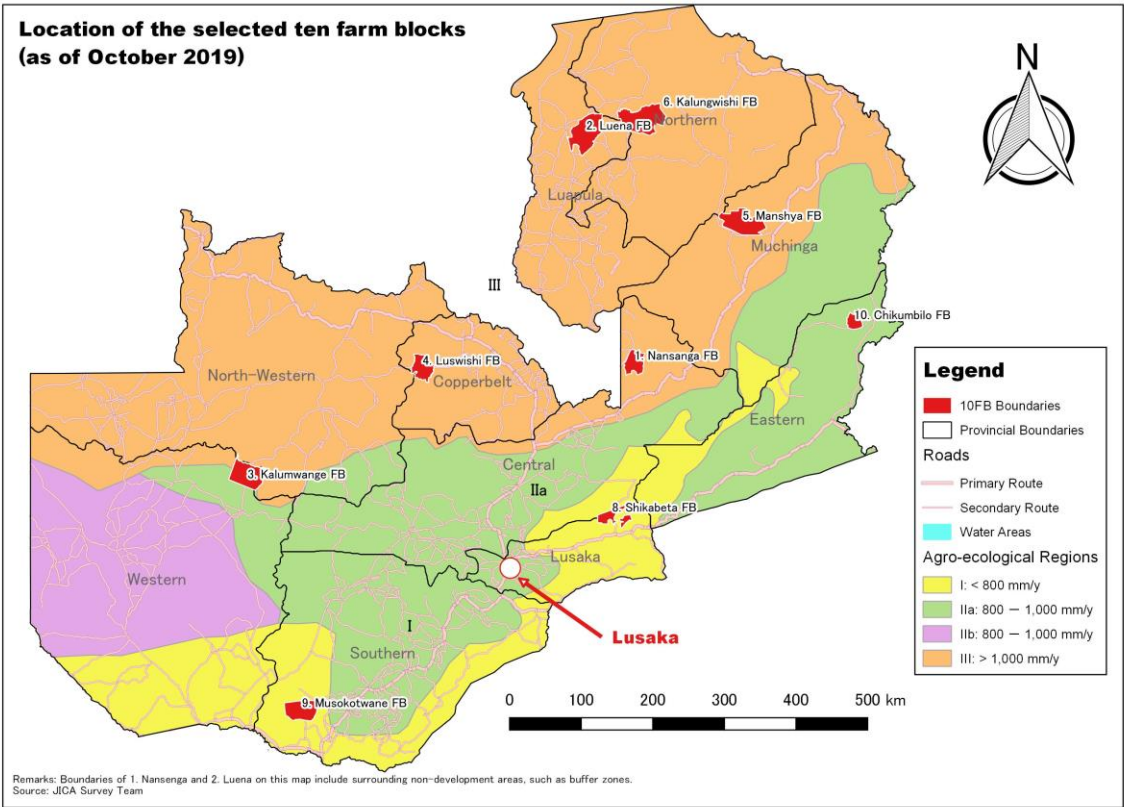 Location of the selected ten farm blocks
(as of October 2019)
N
6. Kalungwishi FB
Northern
2. Luena FB
Luapula
5. Manshya FB
Muchinga
III
10. Chikumbilo FB
1. Nansanga FB
4. Luswishi FB
Copperbelt
North-Western
Eastern
Central
3. Kalumwange FB
IIa
8. Shikabeta FB
Lusaka
Western
I
Lusaka
Southern
9. Musokotwane FB
Legend
10FB Boundaries
Provincial Boundaries
Roads
Primary Route
Secondary Route
Water Areas
Agro-ecological Regions
I: < 800 mm/y
IIa: 800 – 1,000 mm/y
IIb: 800 – 1,000 mm/y
III: > 1,000 mm/y
0 100 200 300 400 500 km
Remarks: Boundaries of 1. Nansenga and 2. Luena on this map include surrounding non-development areas, such as buffer zones.
Source: JICA Survey Team